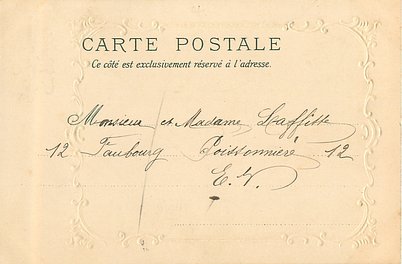 CARTE POSTALE
Ce côté est exclusivement réservé à l'adresse.
Monsieur et Madame Laffitte
12 Faubourg Poissonnière 12
E. V.